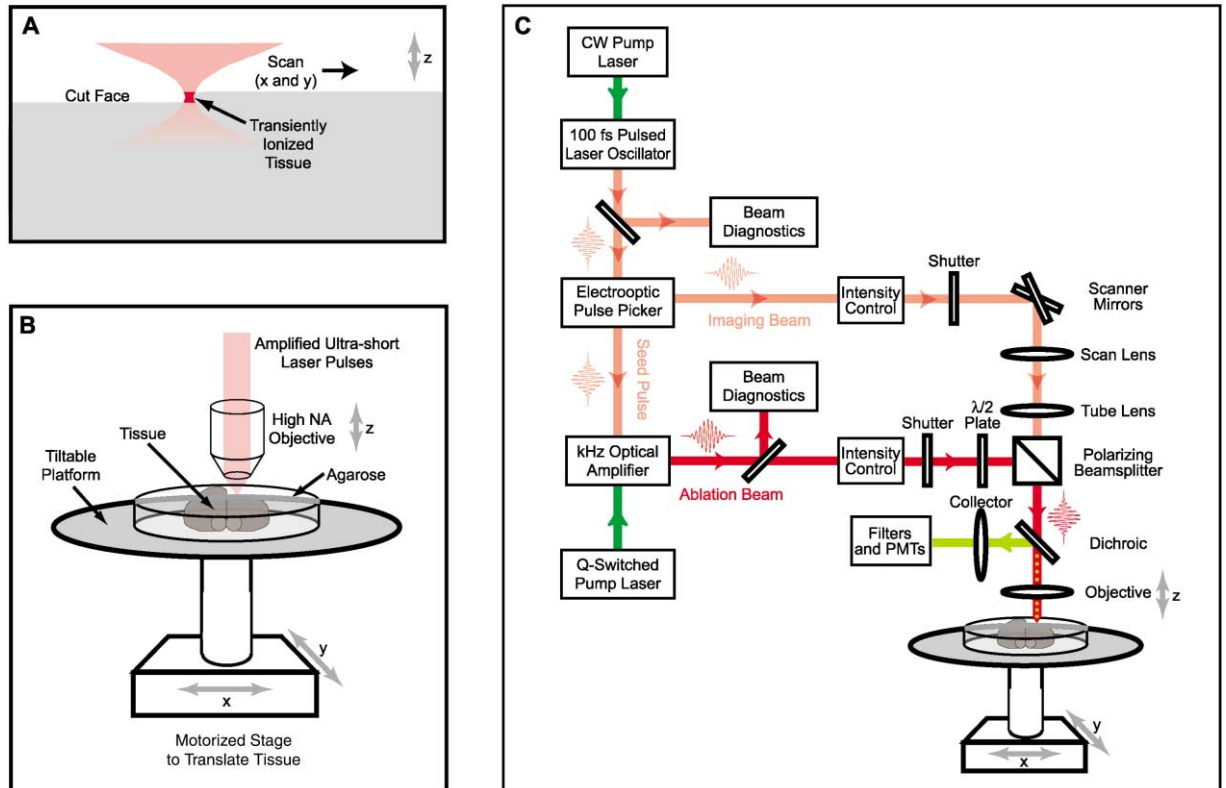 A
Scan
(x and y)
z
Cut Face
Transiently
Ionized
Tissue
B
Amplified Ultra-short
Laser Pulses
High NA
Objective
z
Tissue
Tiltable
Platform
Agarose
y
x
Motorized Stage
to Translate Tissue
C
CW Pump
Laser
100 fs Pulsed
Laser Oscillator
Beam
Diagnostics
Electrooptic
Pulse Picker
Imaging Beam
Intensity
Control
Shutter
Scanner
Mirrors
Scan Lens
Seed Pulse
Beam
Diagnostics
Tube Lens
kHz Optical
Amplifier
Ablation Beam
Intensity
Control
Shutter
λ/2
Plate
Polarizing
Beamsplitter
Collector
Filters
and PMTs
Dichroic
Q-Switched
Pump Laser
Objective
z
y
x